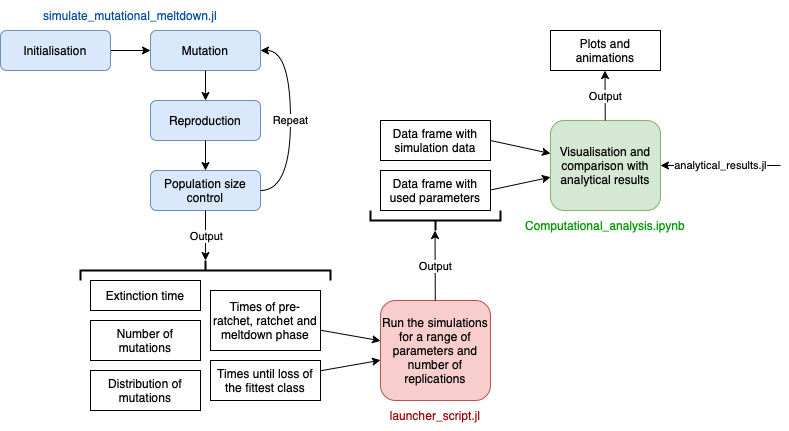 simulate_mutational_meltdown.jl
Initialisation
Mutation
Reproduction
Repeat
Population size
control
Output
Extinction time
Number of
mutations
Distribution of
mutations
Times of pre-
ratchet, ratchet and
meltdown phase
Times until loss of
the fittest class
Run the simulations
for a range of
parameters and
number of
replications
launcher_script.jl
Output
Data frame with
simulation data
Data frame with
used parameters
Visualisation and
comparison with
analytical results
Computational_analysis.ipynb
analytical_results.jl
Output
Plots and
animations